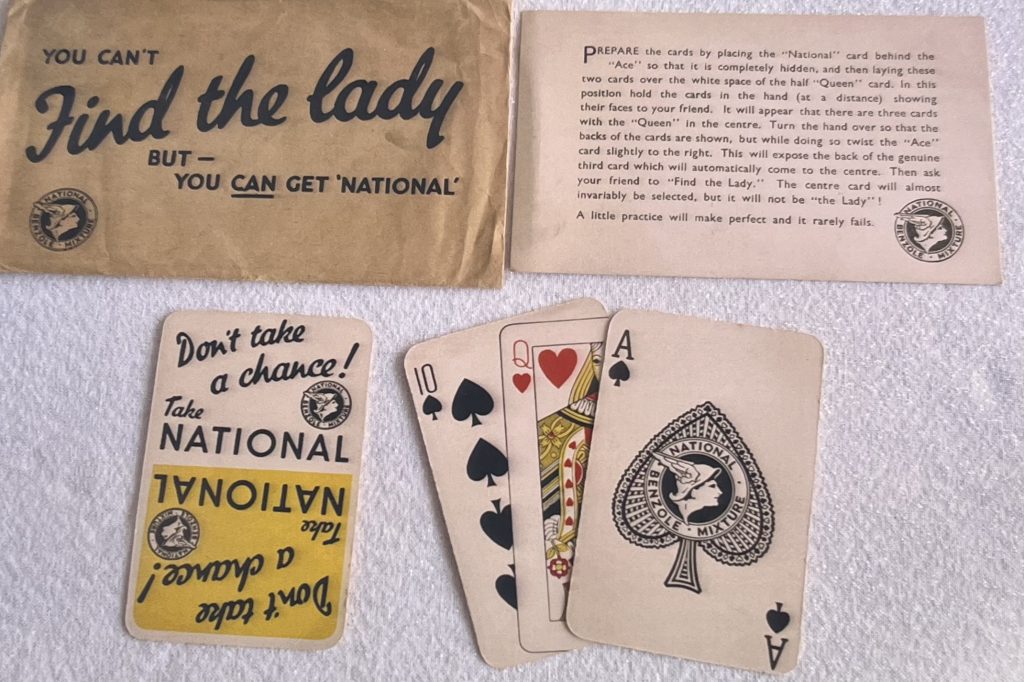 YOU CAN'T
Find the lady
BUT —
YOU CAN GET 'NATIONAL'
NATIONAL
BENZOLE · MIXTURE
PREPARE the cards by placing the "National" card behind the
"Ace" so that it is completely hidden, and then laying these
two cards over the white space of the half "Queen" card. In this
position hold the cards in the hand (at a distance) showing
their faces to your friend. It will appear that there are three cards
with the "Queen" in the centre. Turn the hand over so that the
backs of the cards are shown, but while doing so twist the "Ace"
card slightly to the right. This will expose the back of the genuine
third card which will automatically come to the centre. Then ask
your friend to "Find the Lady." The centre card will almost
invariably be selected, but it will not be "the Lady"!
A little practice will make perfect and it rarely fails.
NATIONAL
BENZOLE · MIXTURE
Don't take
a chance!
NATIONAL
BENZOLE · MIXTURE
Take
NATIONAL
NATIONAL
Take
NATIONAL
BENZOLE · MIXTURE
a chance!
Don't take
10
Q
A
NATIONAL
BENZOLE · MIXTURE
A